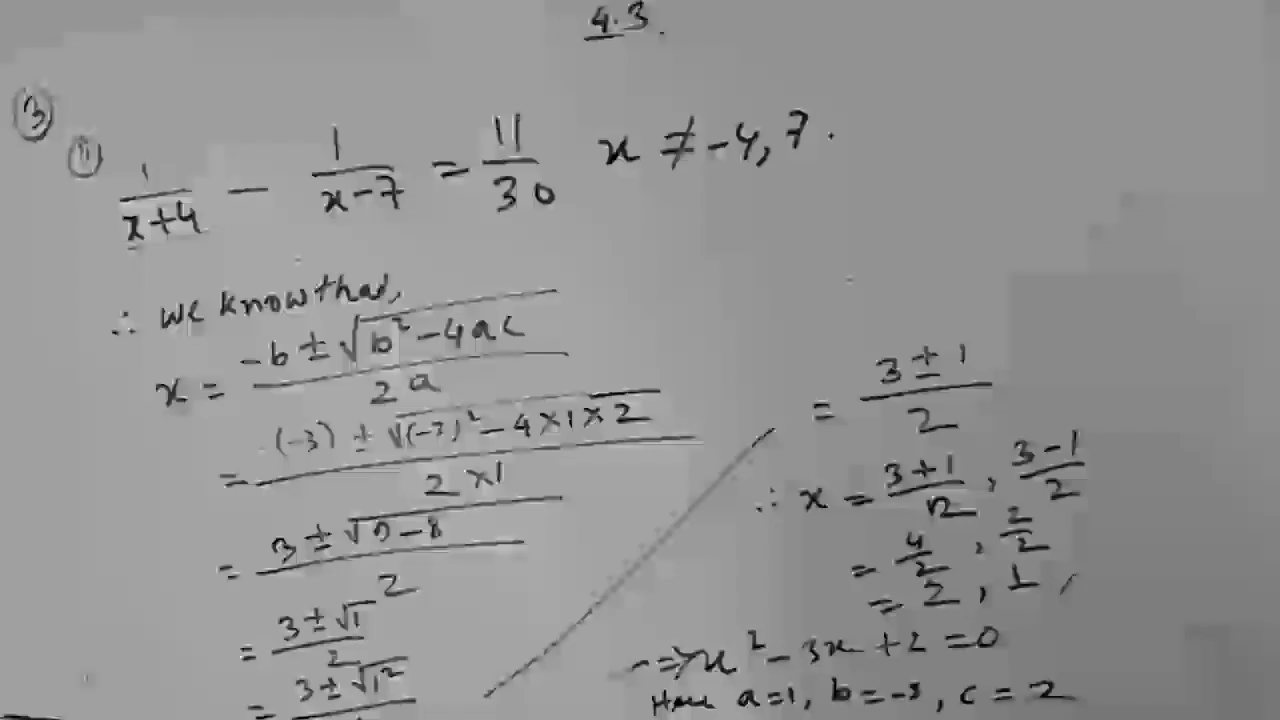 4.3.
③
(ii) 1/(x+4) - 1/(x-7) = 11/30 x ≠ -4, 7.
∴ we know that,
x = (-b ± √(b² - 4ac))/(2a)
= ((-3) ± √((-3)² - 4×1×2))/(2×1)
= (3 ± √(9-8))/2
= (3 ± √1)/2
= (3 ± √1²)/
= (3 ± 1)/2
∴ x = (3+1)/2, (3-1)/2
= 4/2, 2/2
= 2, 1,
⇒ x² - 3x + 2 = 0
Here a=1, b=-3, c=2